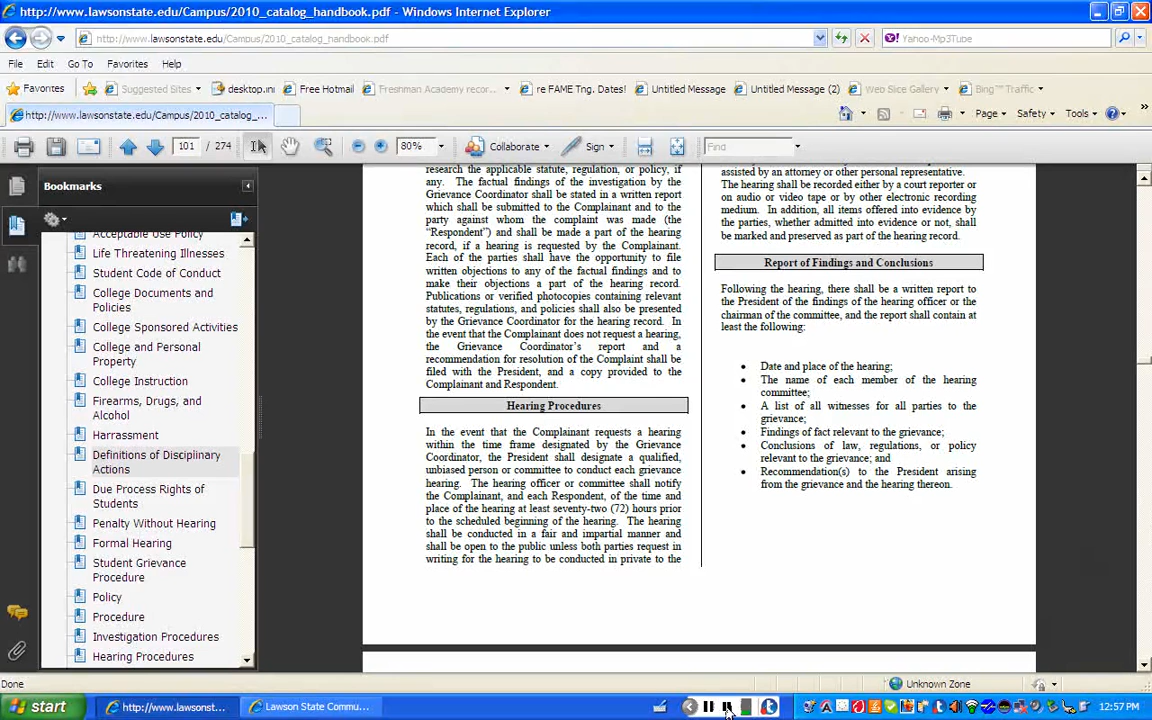 http://www.lawsonstate.edu/Campus/2010_catalog_handbook.pdf - Windows Internet Explorer
http://www.lawsonstate.edu/Campus/2010_catalog_handbook.pdf
Yahoo-Mp3Tube
File Edit Go To Favorites Help
Favorites Suggested Sites desktop.ini Free Hotmail Freshman Academy recor... re FAME Tng. Dates! Untitled Message Untitled Message (2) Web Slice Gallery Bing™ Traffic
http://www.lawsonstate.edu/Campus/2010_catalog_...
Page Safety Tools
101 / 274 80% Collaborate Sign Find
Bookmarks
Acceptable Use Policy
Life Threatening Illnesses
Student Code of Conduct
College Documents and
Policies
College Sponsored Activities
College and Personal
Property
College Instruction
Firearms, Drugs, and
Alcohol
Harrassment
Definitions of Disciplinary
Actions
Due Process Rights of
Students
Penalty Without Hearing
Formal Hearing
Student Grievance
Procedure
Policy
Procedure
Investigation Procedures
Hearing Procedures
research the applicable statute, regulation, or policy, if
any. The factual findings of the investigation by the
Grievance Coordinator shall be stated in a written report
which shall be submitted to the Complainant and to the
party against whom the complaint was made (the
“Respondent”) and shall be made a part of the hearing
record, if a hearing is requested by the Complainant.
Each of the parties shall have the opportunity to file
written objections to any of the factual findings and to
make their objections a part of the hearing record.
Publications or verified photocopies containing relevant
statutes, regulations, and policies shall also be presented
by the Grievance Coordinator for the hearing record. In
the event that the Complainant does not request a hearing,
the Grievance Coordinator’s report and a
recommendation for resolution of the Complaint shall be
filed with the President, and a copy provided to the
Complainant and Respondent.
Hearing Procedures
In the event that the Complainant requests a hearing
within the time frame designated by the Grievance
Coordinator, the President shall designate a qualified,
unbiased person or committee to conduct each grievance
hearing. The hearing officer or committee shall notify
the Complainant, and each Respondent, of the time and
place of the hearing at least seventy-two (72) hours prior
to the scheduled beginning of the hearing. The hearing
shall be conducted in a fair and impartial manner and
shall be open to the public unless both parties request in
writing for the hearing to be conducted in private to the
assisted by an attorney or other personal representative.
The hearing shall be recorded either by a court reporter or
on audio or video tape or by other electronic recording
medium. In addition, all items offered into evidence by
the parties, whether admitted into evidence or not, shall
be marked and preserved as part of the hearing record.
Report of Findings and Conclusions
Following the hearing, there shall be a written report to
the President of the findings of the hearing officer or the
chairman of the committee, and the report shall contain at
least the following:
• Date and place of the hearing;
• The name of each member of the hearing
committee;
• A list of all witnesses for all parties to the
grievance;
• Findings of fact relevant to the grievance;
• Conclusions of law, regulations, or policy
relevant to the grievance; and
• Recommendation(s) to the President arising
from the grievance and the hearing thereon.
Done Unknown Zone
start http://www.lawsonst... Lawson State Commu... 12:57 PM